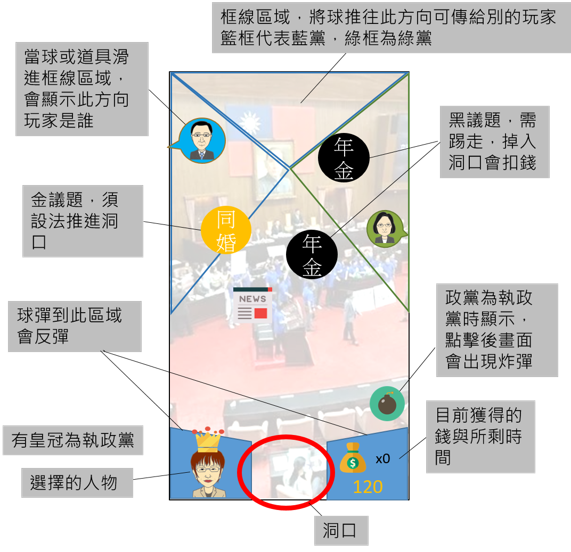 框線區域，將球推往此方向可傳給別的玩家
籃框代表藍黨，綠框為綠黨
當球或道具滑
進框線區域，
會顯示此方向
玩家是誰
黑議題，需
踢走，掉入
洞口會扣錢
年
金
金議題，須
設法推進洞
口
同
婚
年
金
NEWS
球彈到此區域
會反彈
政黨為執政
黨時顯示，
點擊後畫面
會出現炸彈
有皇冠為執政黨
選擇的人物
$
x0
120
目前獲得的
錢與所剩時
間
洞口